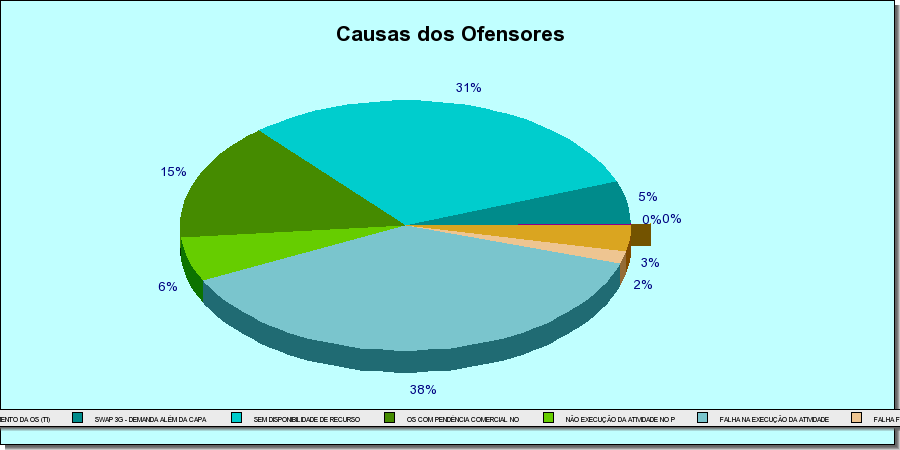 Causas dos Ofensores
31%
15%
5%
0%
0%
3%
6%
2%
38%
ENTO DA OS (TI)
SWAP 3G - DEMANDA ALÉM DA CAPA
SEM DISPONIBILIDADE DE RECURSO
OS COM PENDÊNCIA COMERCIAL NO
NÃO EXECUÇÃO DA ATIVIDADE NO P
FALHA NA EXECUÇÃO DA ATIVIDADE
FALHA F